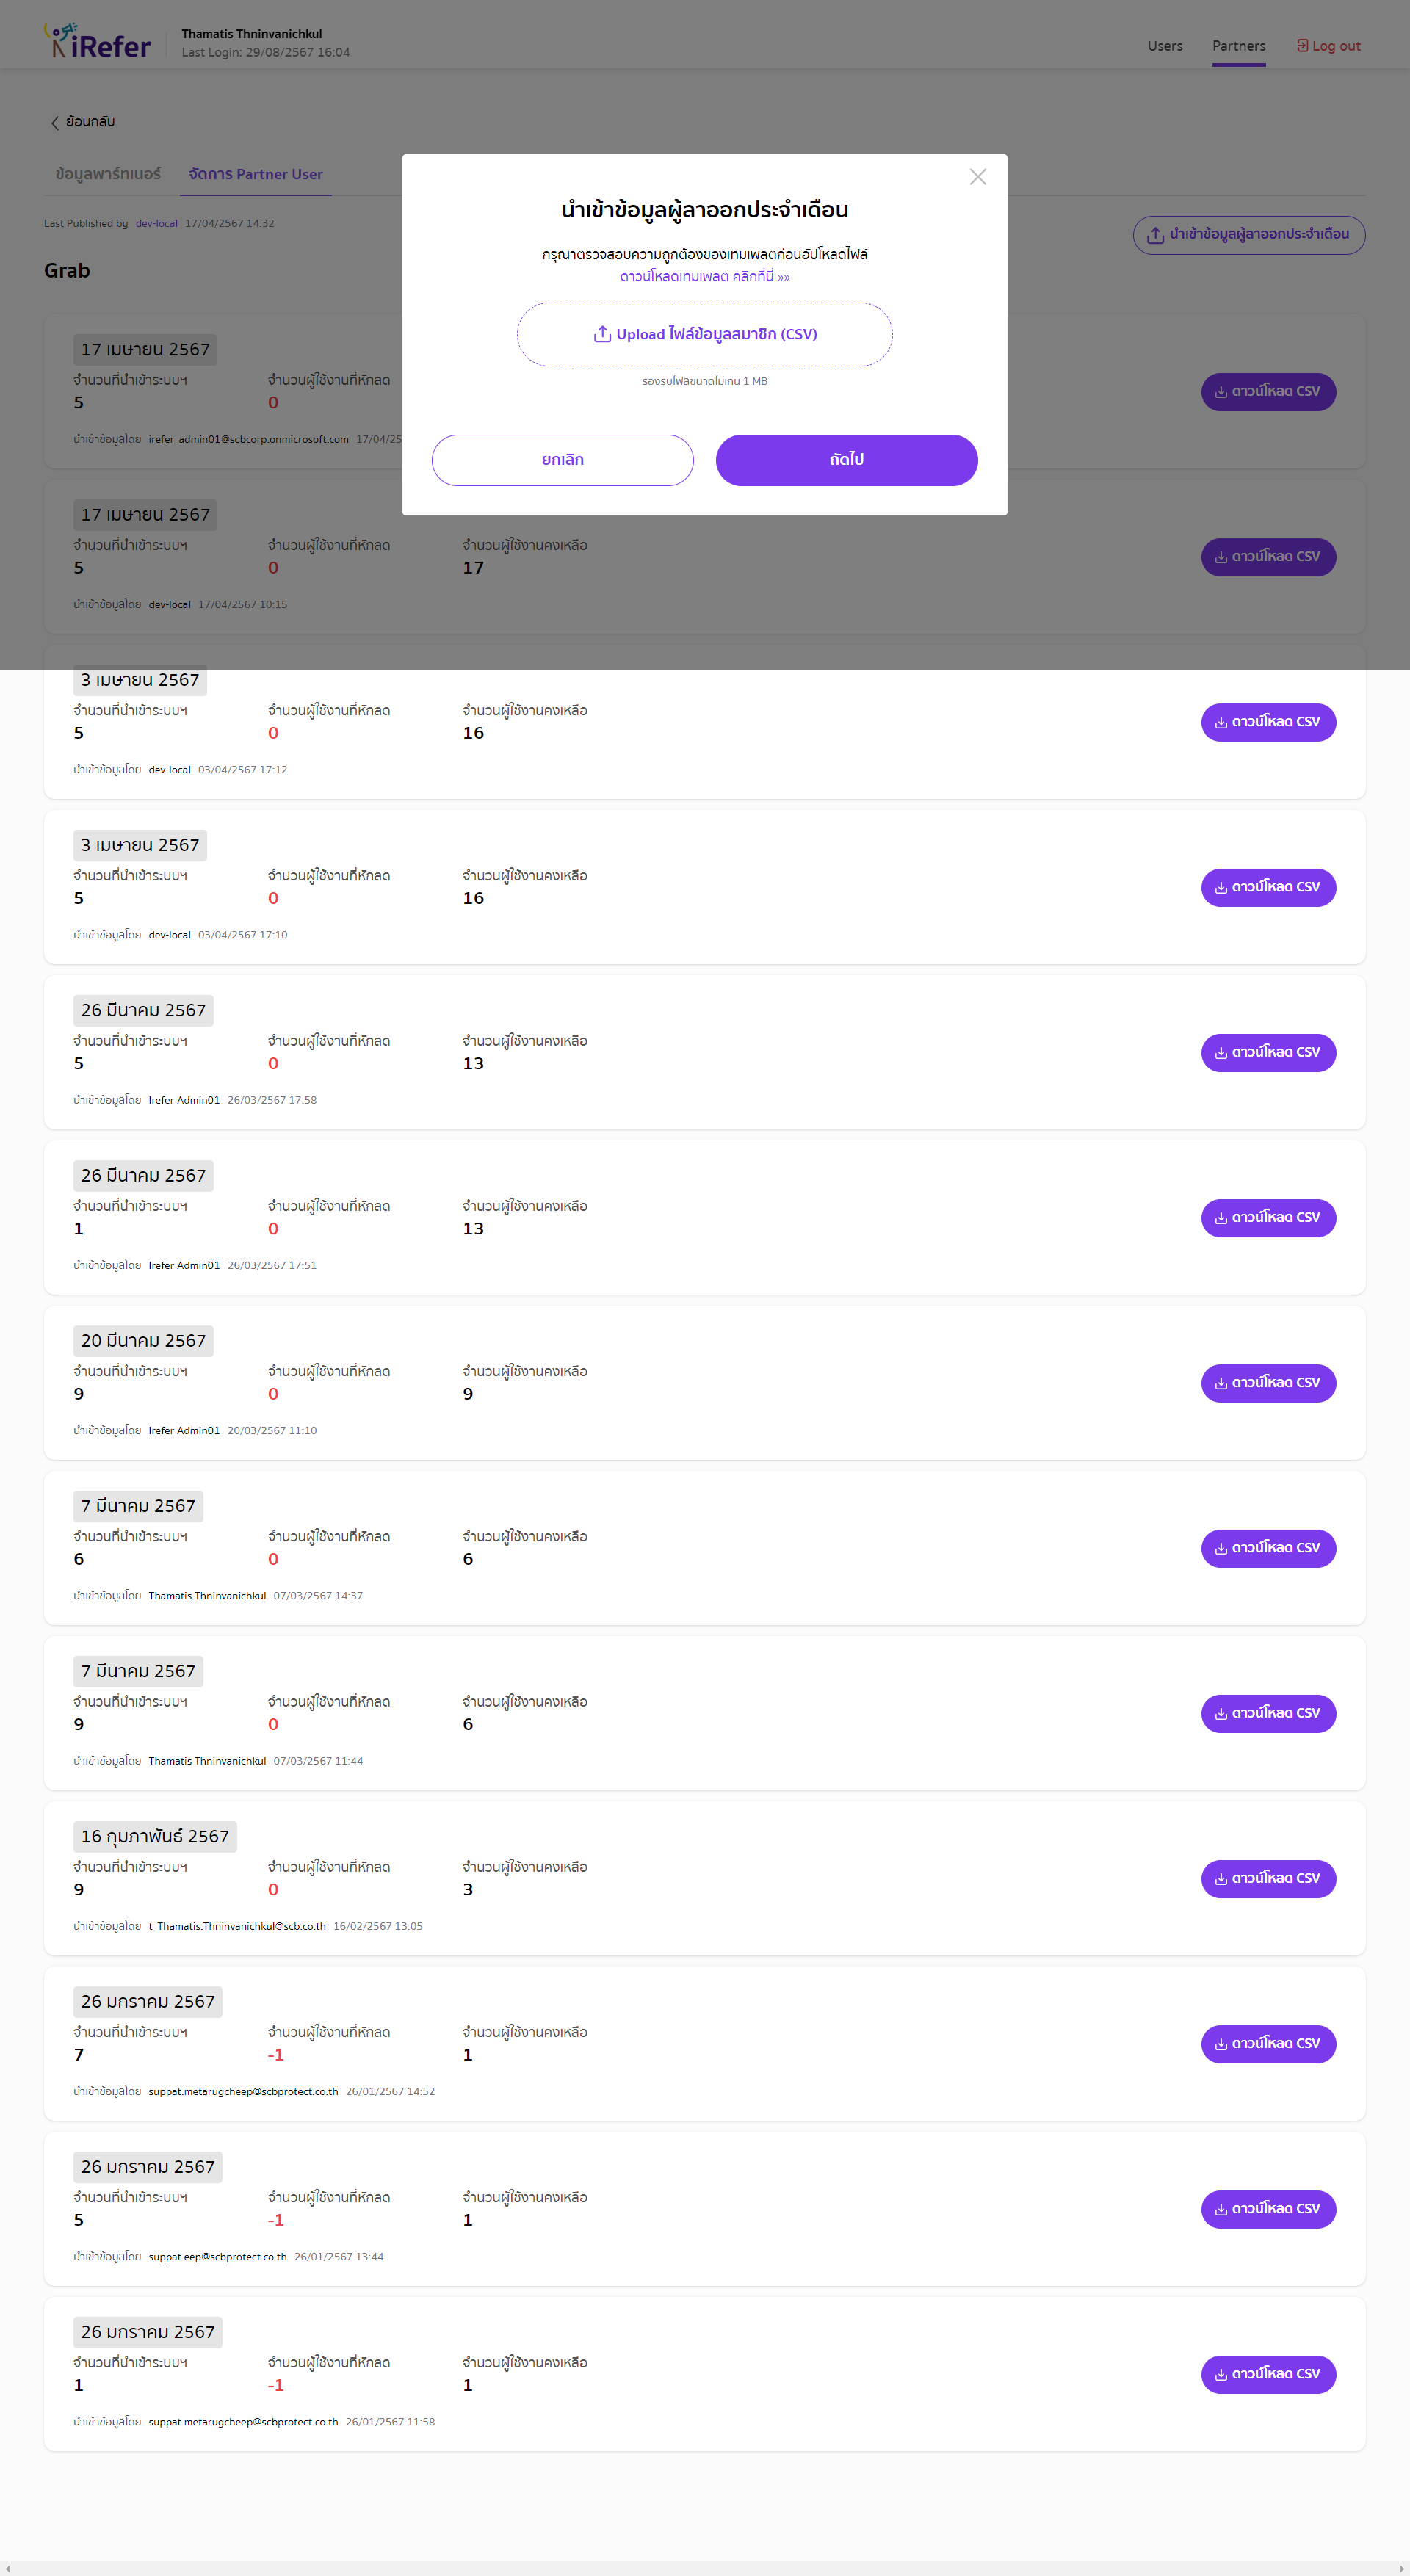 iRefer
Thamatis Thninvanichkul
Last Login: 29/08/2567 16:04
Users Partners Log out
ย้อนกลับ
ข้อมูลพาร์ทเนอร์ จัดการ Partner User
Last Published by dev-local 17/04/2567 14:32
นำเข้าข้อมูลผู้ลาออกประจำเดือน
Grab
นำเข้าข้อมูลผู้ลาออกประจำเดือน
กรุณาตรวจสอบความถูกต้องของเทมเพลตก่อนอัปโหลดไฟล์
ดาวน์โหลดเทมเพลต คลิกที่นี่ »»
Upload ไฟล์ข้อมูลสมาชิก (CSV)
รองรับไฟล์ขนาดไม่เกิน 1 MB
ยกเลิก ถัดไป
17 เมษายน 2567
จำนวนที่นำเข้าระบบฯ จำนวนผู้ใช้งานที่หักลด
5 0
ดาวน์โหลด CSV
นำเข้าข้อมูลโดย irefer_admin01@scbcorp.onmicrosoft.com 17/04/25
17 เมษายน 2567
จำนวนที่นำเข้าระบบฯ จำนวนผู้ใช้งานที่หักลด จำนวนผู้ใช้งานคงเหลือ
5 0 17
ดาวน์โหลด CSV
นำเข้าข้อมูลโดย dev-local 17/04/2567 10:15
3 เมษายน 2567
จำนวนที่นำเข้าระบบฯ จำนวนผู้ใช้งานที่หักลด จำนวนผู้ใช้งานคงเหลือ
5 0 16
ดาวน์โหลด CSV
นำเข้าข้อมูลโดย dev-local 03/04/2567 17:12
3 เมษายน 2567
จำนวนที่นำเข้าระบบฯ จำนวนผู้ใช้งานที่หักลด จำนวนผู้ใช้งานคงเหลือ
5 0 16
ดาวน์โหลด CSV
นำเข้าข้อมูลโดย dev-local 03/04/2567 17:10
26 มีนาคม 2567
จำนวนที่นำเข้าระบบฯ จำนวนผู้ใช้งานที่หักลด จำนวนผู้ใช้งานคงเหลือ
5 0 13
ดาวน์โหลด CSV
นำเข้าข้อมูลโดย Irefer Admin01 26/03/2567 17:58
26 มีนาคม 2567
จำนวนที่นำเข้าระบบฯ จำนวนผู้ใช้งานที่หักลด จำนวนผู้ใช้งานคงเหลือ
1 0 13
ดาวน์โหลด CSV
นำเข้าข้อมูลโดย Irefer Admin01 26/03/2567 17:51
20 มีนาคม 2567
จำนวนที่นำเข้าระบบฯ จำนวนผู้ใช้งานที่หักลด จำนวนผู้ใช้งานคงเหลือ
9 0 9
ดาวน์โหลด CSV
นำเข้าข้อมูลโดย Irefer Admin01 20/03/2567 11:10
7 มีนาคม 2567
จำนวนที่นำเข้าระบบฯ จำนวนผู้ใช้งานที่หักลด จำนวนผู้ใช้งานคงเหลือ
6 0 6
ดาวน์โหลด CSV
นำเข้าข้อมูลโดย Thamatis Thninvanichkul 07/03/2567 14:37
7 มีนาคม 2567
จำนวนที่นำเข้าระบบฯ จำนวนผู้ใช้งานที่หักลด จำนวนผู้ใช้งานคงเหลือ
9 0 6
ดาวน์โหลด CSV
นำเข้าข้อมูลโดย Thamatis Thninvanichkul 07/03/2567 11:44
16 กุมภาพันธ์ 2567
จำนวนที่นำเข้าระบบฯ จำนวนผู้ใช้งานที่หักลด จำนวนผู้ใช้งานคงเหลือ
9 0 3
ดาวน์โหลด CSV
นำเข้าข้อมูลโดย t_Thamatis.Thninvanichkul@scb.co.th 16/02/2567 13:05
26 มกราคม 2567
จำนวนที่นำเข้าระบบฯ จำนวนผู้ใช้งานที่หักลด จำนวนผู้ใช้งานคงเหลือ
7 -1 1
ดาวน์โหลด CSV
นำเข้าข้อมูลโดย suppat.metarugcheep@scbprotect.co.th 26/01/2567 14:52
26 มกราคม 2567
จำนวนที่นำเข้าระบบฯ จำนวนผู้ใช้งานที่หักลด จำนวนผู้ใช้งานคงเหลือ
5 -1 1
ดาวน์โหลด CSV
นำเข้าข้อมูลโดย suppat.eep@scbprotect.co.th 26/01/2567 13:44
26 มกราคม 2567
จำนวนที่นำเข้าระบบฯ จำนวนผู้ใช้งานที่หักลด จำนวนผู้ใช้งานคงเหลือ
1 -1 1
ดาวน์โหลด CSV
นำเข้าข้อมูลโดย suppat.metarugcheep@scbprotect.co.th 26/01/2567 11:58